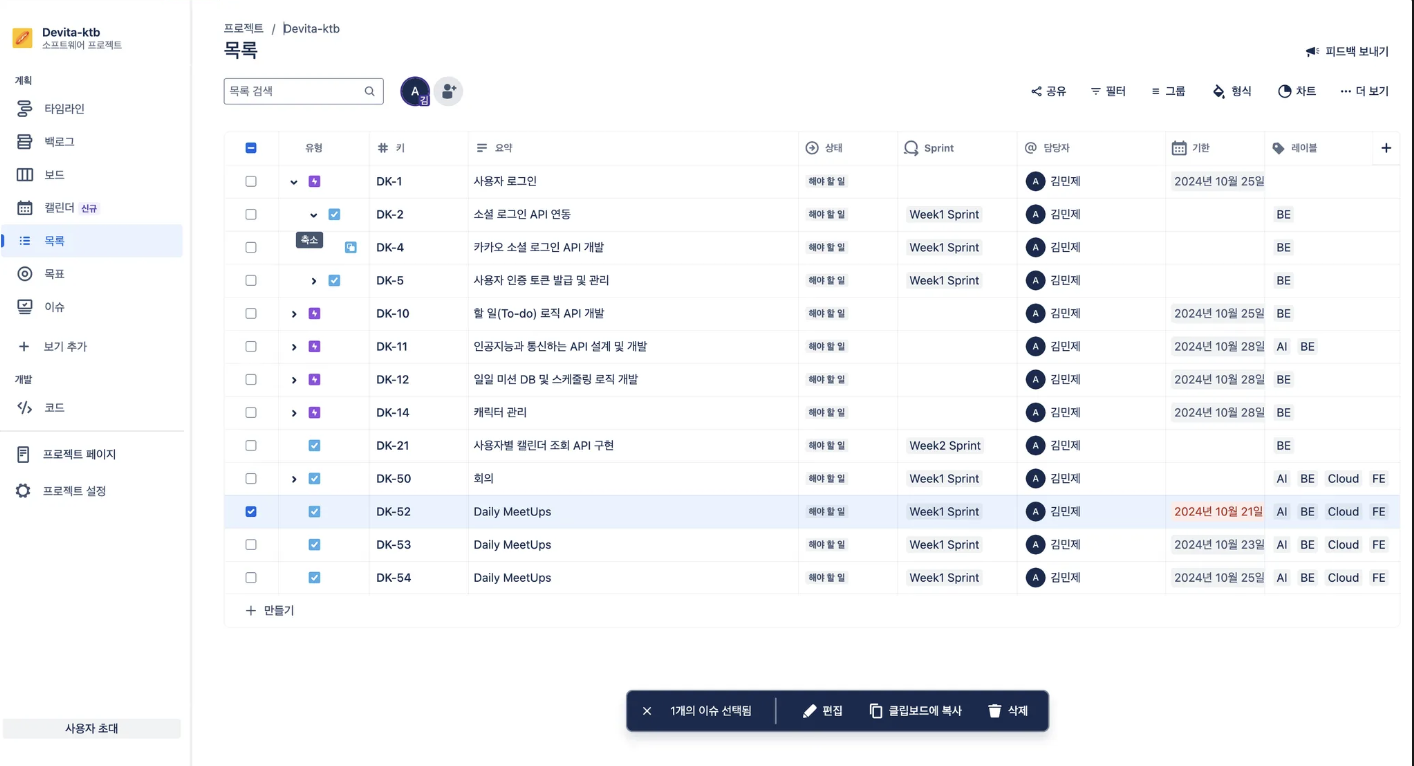 Devita-ktb
소프트웨어 프로젝트
계획
타임라인
백로그
보드
캘린더 신규
목록
목표
이슈
보기 추가
개발
코드
프로젝트 페이지
프로젝트 설정
사용자 초대
프로젝트 / Devita-ktb
목록
피드백 보내기
목록 검색 A 김 공유 필터 그룹 형식 차트 더 보기
유형 키 요약 상태 Sprint 담당자 기한 레이블
DK-1 사용자 로그인 해야 할 일 A 김민제 2024년 10월 25일
DK-2 소셜 로그인 API 연동 해야 할 일 Week1 Sprint A 김민제 BE
축소
DK-4 카카오 소셜 로그인 API 개발 해야 할 일 Week1 Sprint A 김민제 BE
DK-5 사용자 인증 토큰 발급 및 관리 해야 할 일 Week1 Sprint A 김민제 BE
DK-10 할 일(To-do) 로직 API 개발 해야 할 일 A 김민제 2024년 10월 25일 BE
DK-11 인공지능과 통신하는 API 설계 및 개발 해야 할 일 A 김민제 2024년 10월 28일 AI BE
DK-12 일일 미션 DB 및 스케줄링 로직 개발 해야 할 일 A 김민제 2024년 10월 28일 BE
DK-14 캐릭터 관리 해야 할 일 A 김민제 2024년 10월 28일 BE
DK-21 사용자별 캘린더 조회 API 구현 해야 할 일 Week2 Sprint A 김민제 BE
DK-50 회의 해야 할 일 Week1 Sprint A 김민제 AI BE Cloud FE
DK-52 Daily MeetUps 해야 할 일 Week1 Sprint A 김민제 2024년 10월 21일 AI BE Cloud FE
DK-53 Daily MeetUps 해야 할 일 Week1 Sprint A 김민제 2024년 10월 23일 AI BE Cloud FE
DK-54 Daily MeetUps 해야 할 일 Week1 Sprint A 김민제 2024년 10월 25일 AI BE Cloud FE
만들기
1개의 이슈 선택됨 편집 클립보드에 복사 삭제